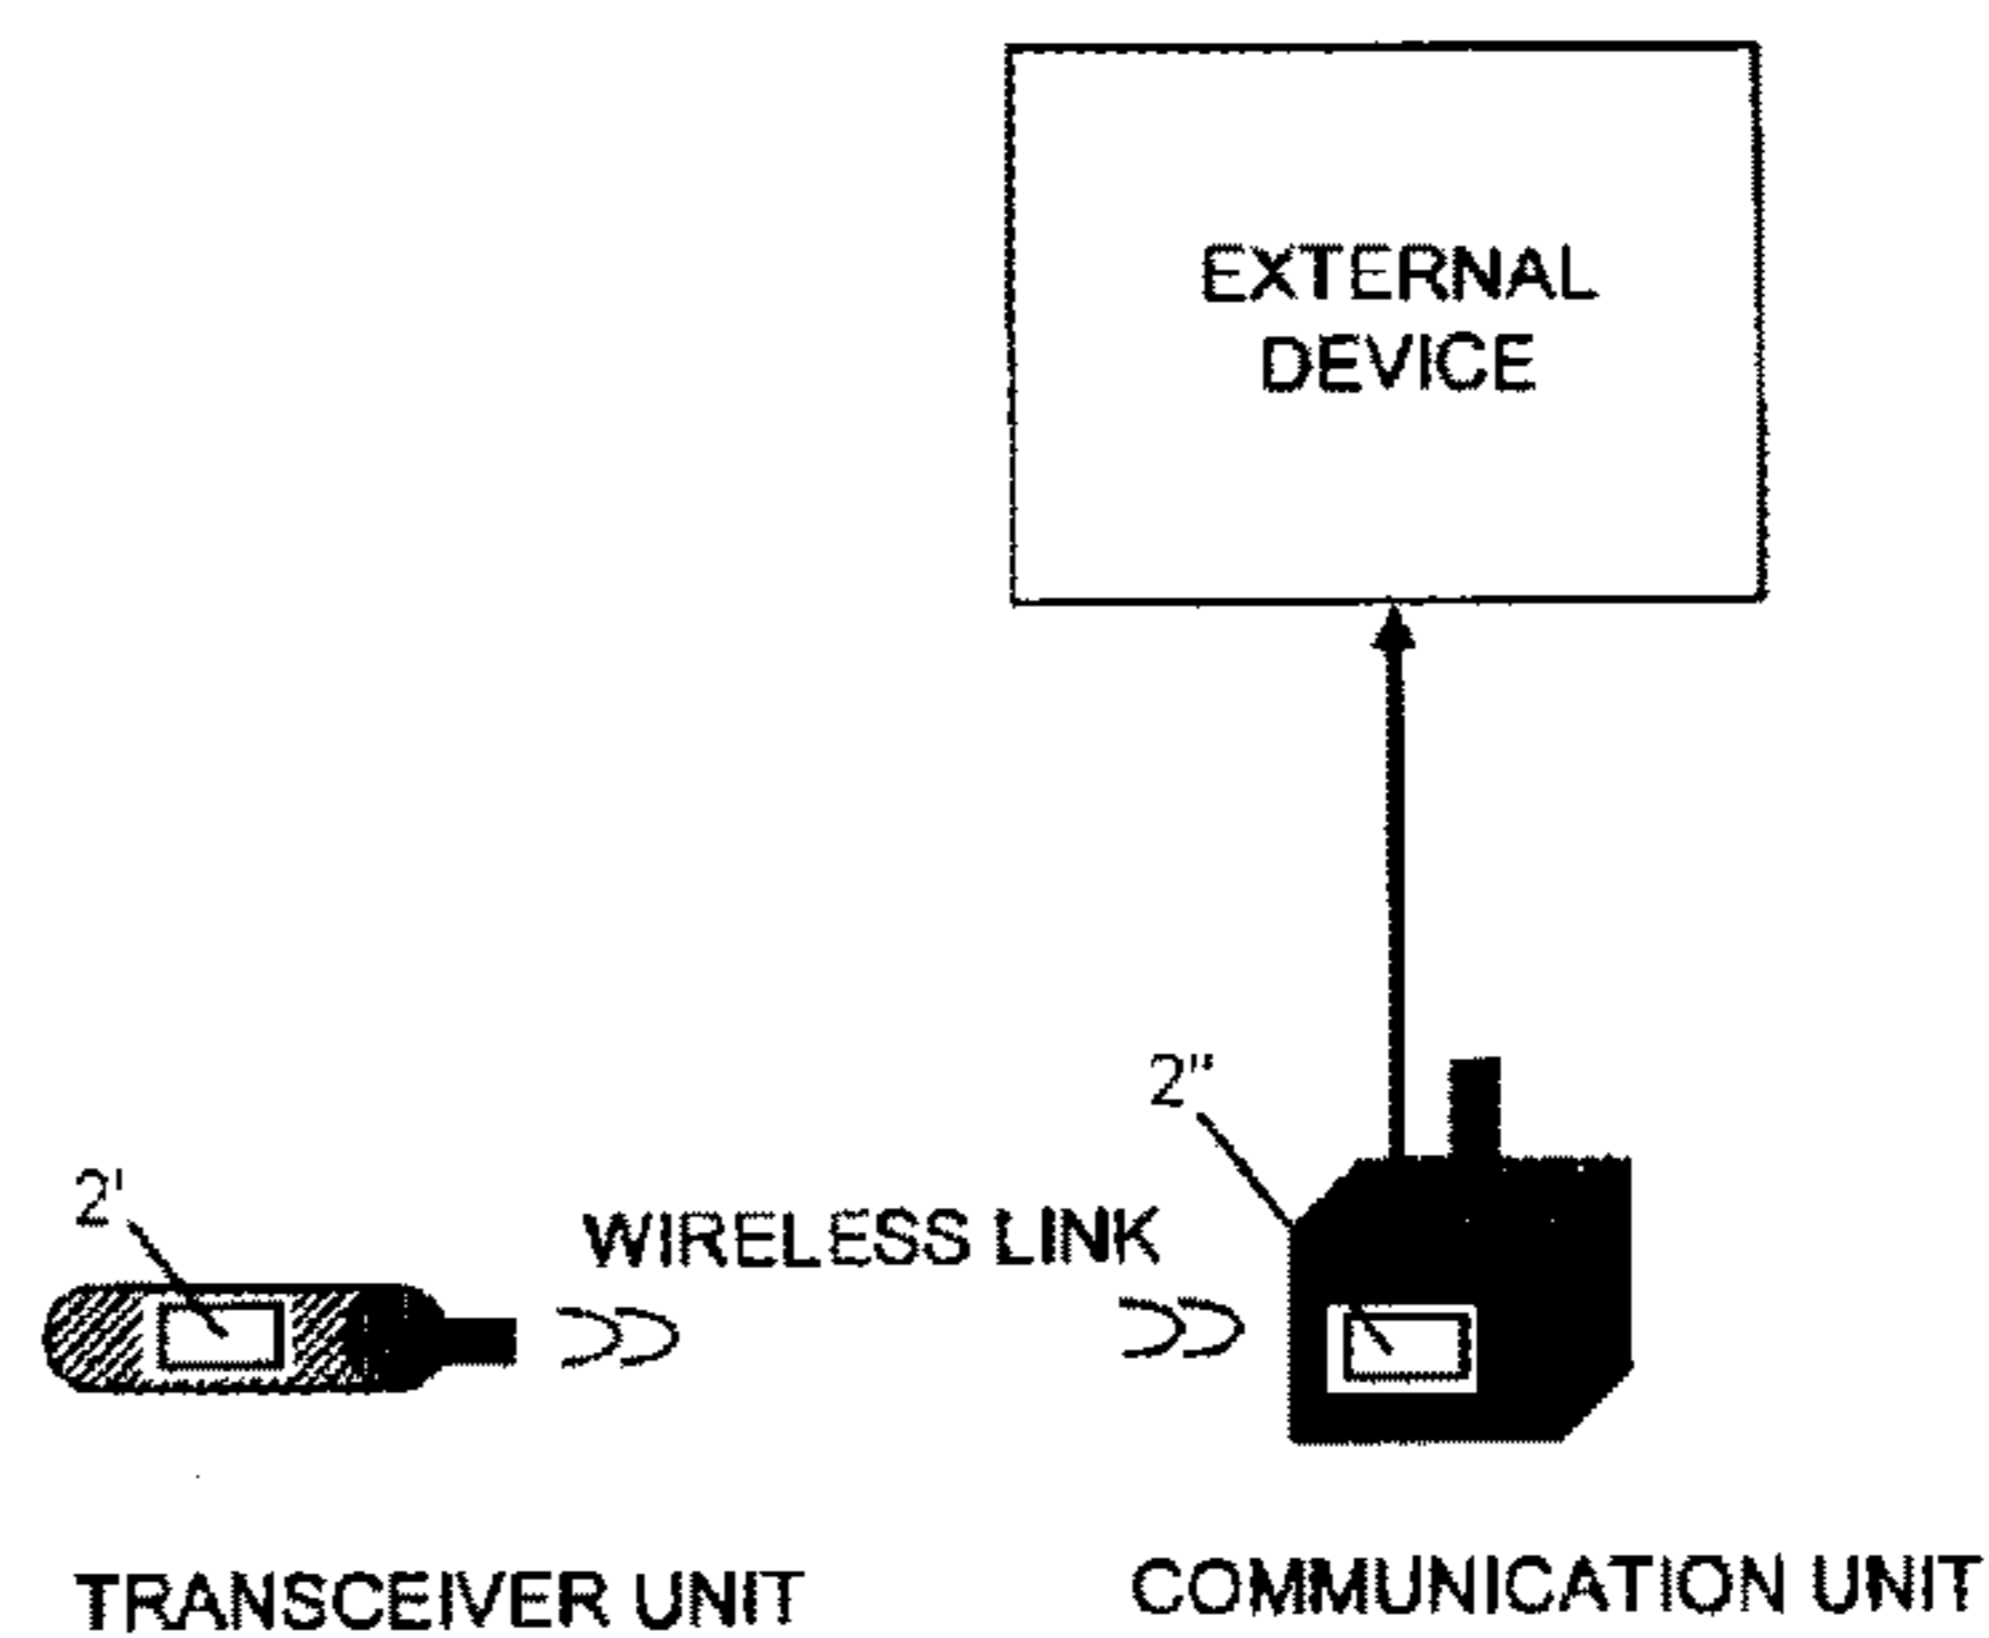 EXTERNAL
DEVICE
2"
2'
WIRELESS LINK
TRANSCEIVER UNIT
COMMUNICATION UNIT